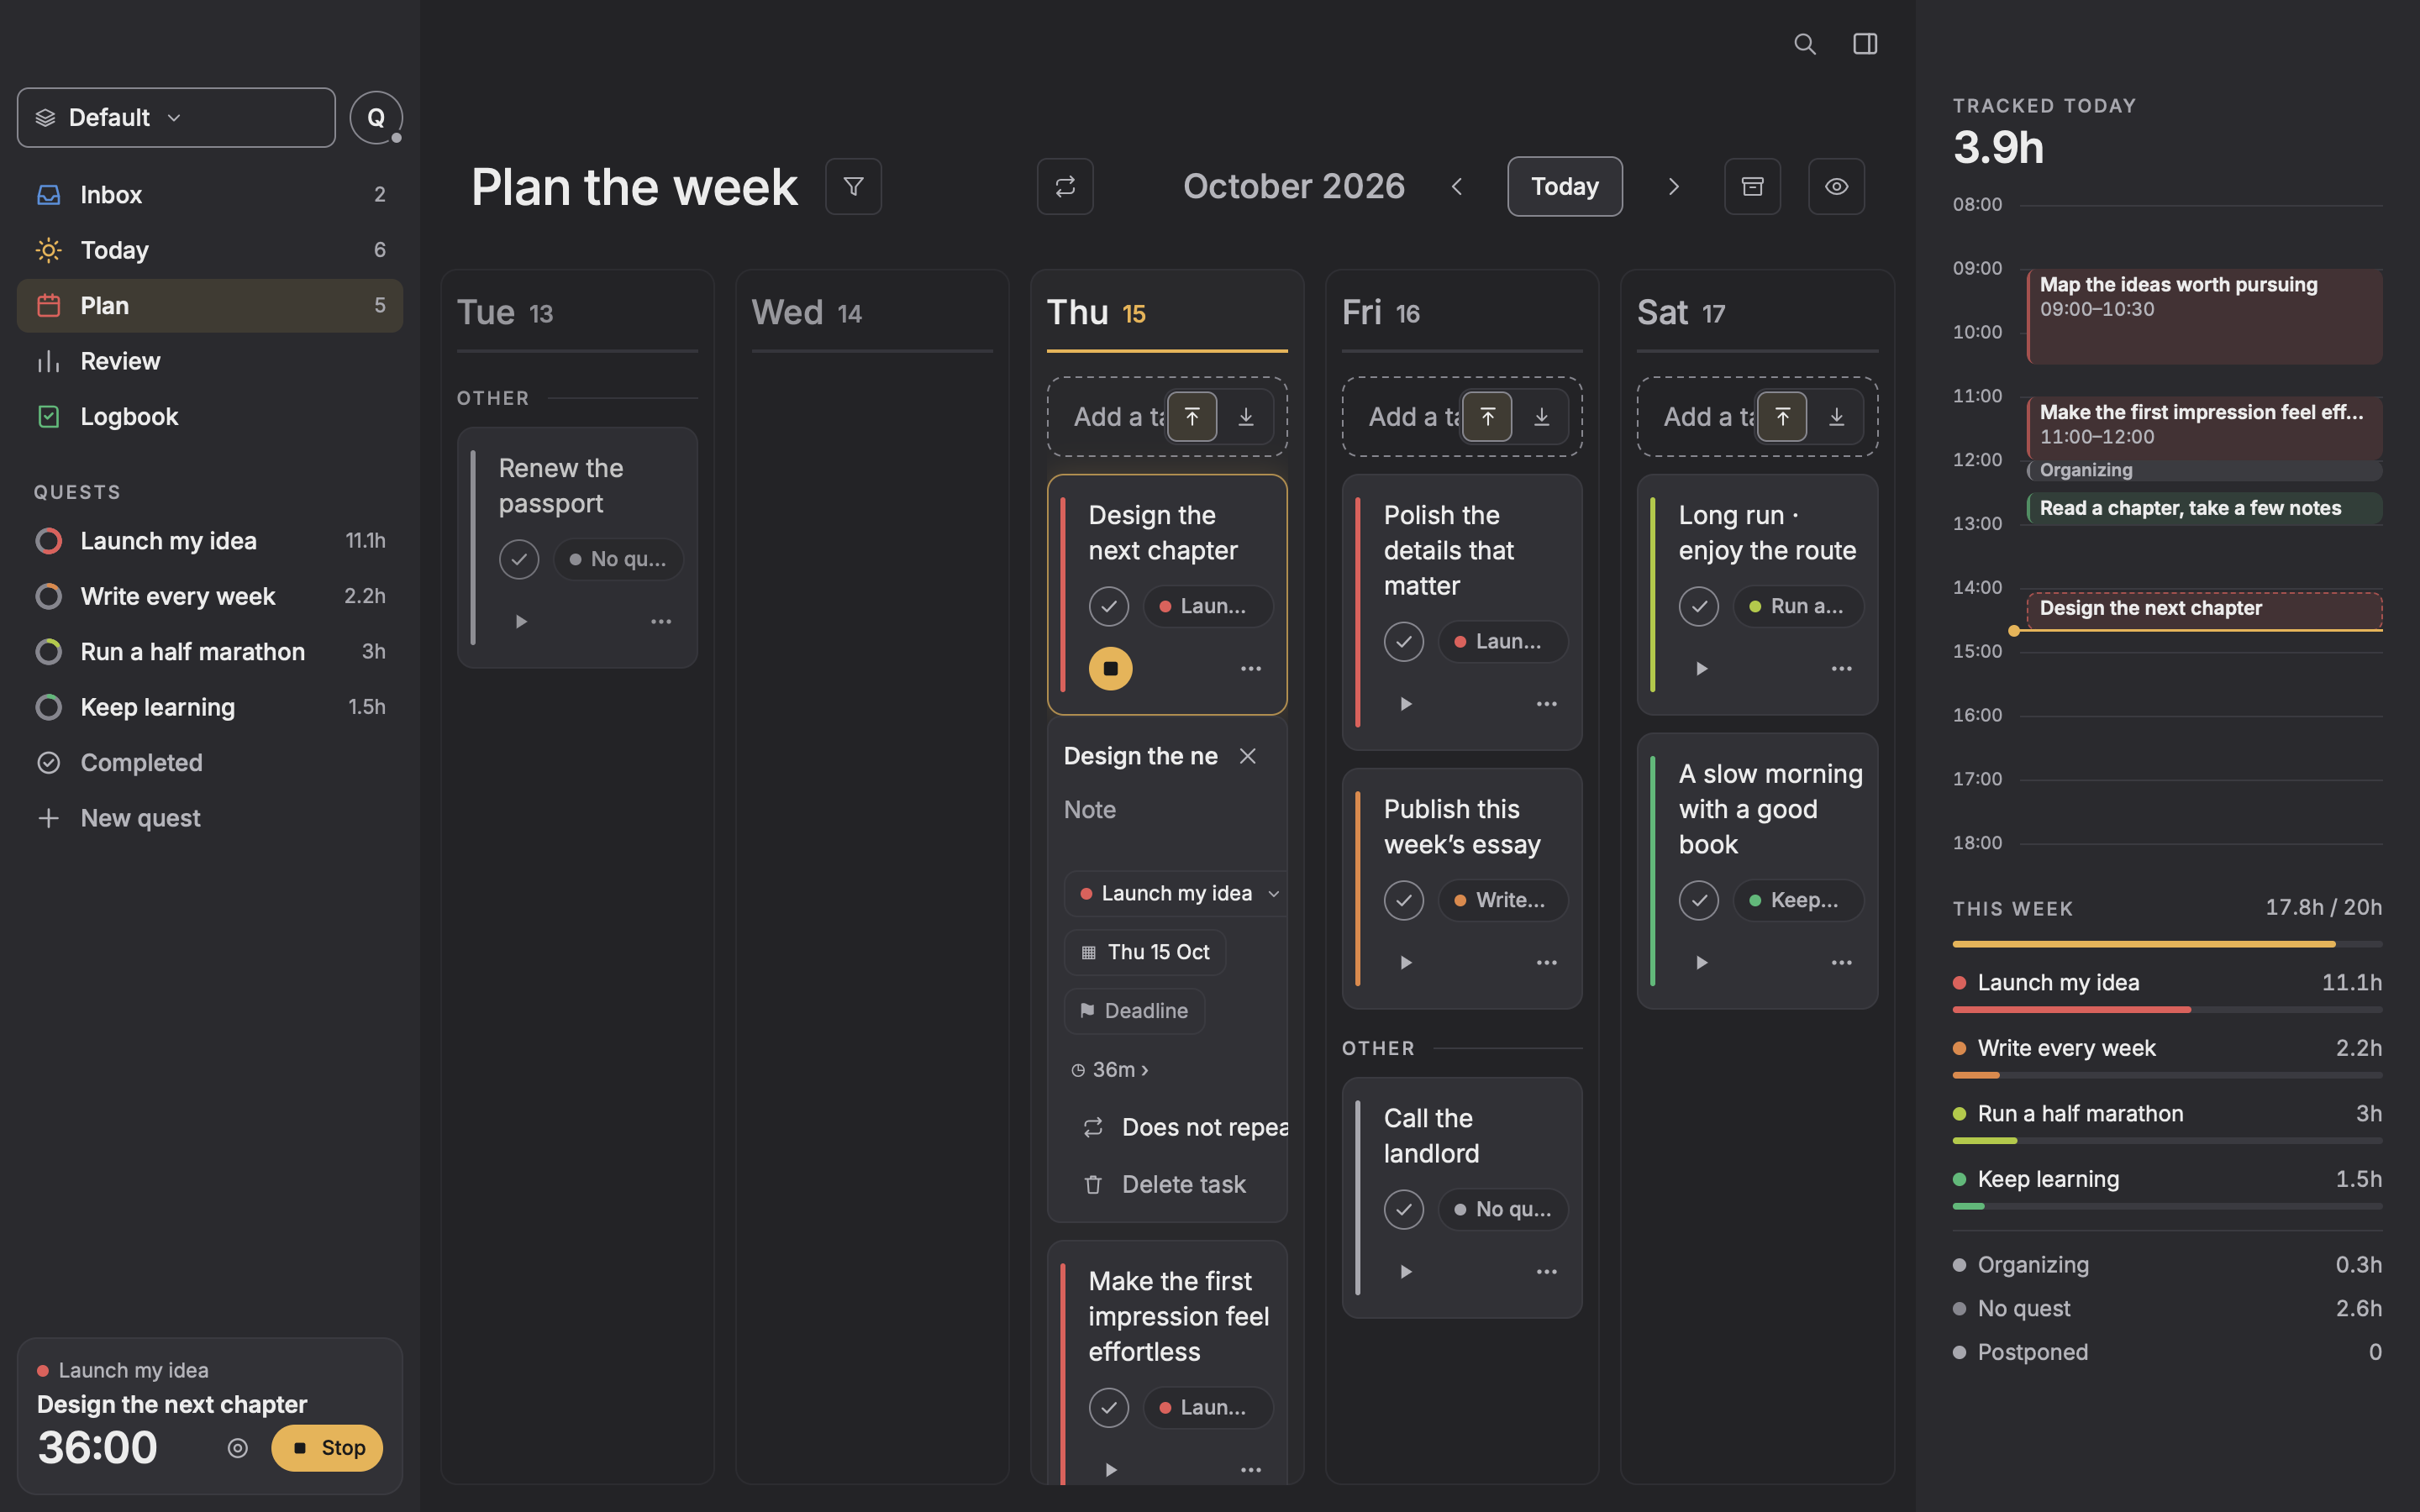 Default
Q
Inbox 2
Today 6
Plan 5
Review
Logbook
QUESTS
Launch my idea 11.1h
Write every week 2.2h
Run a half marathon 3h
Keep learning 1.5h
Completed
New quest
Launch my idea
Design the next chapter
36:00 Stop
Plan the week
October 2026
Today
Tue 13
OTHER
Renew the
passport
No qu...
Wed 14
Thu 15
Add a ta
Design the
next chapter
Laun...
Design the ne
Note
Launch my idea
Thu 15 Oct
Deadline
36m ›
Does not repea
Delete task
Make the first
impression feel
effortless
Laun...
Fri 16
Add a ta
Polish the
details that
matter
Laun...
Publish this
week’s essay
Write...
OTHER
Call the
landlord
No qu...
Sat 17
Add a ta
Long run ·
enjoy the route
Run a...
A slow morning
with a good
book
Keep...
TRACKED TODAY
3.9h
08:00
09:00
Map the ideas worth pursuing
09:00–10:30
10:00
11:00
Make the first impression feel eff...
11:00–12:00
12:00
Organizing
Read a chapter, take a few notes
13:00
14:00
Design the next chapter
15:00
16:00
17:00
18:00
THIS WEEK 17.8h / 20h
Launch my idea 11.1h
Write every week 2.2h
Run a half marathon 3h
Keep learning 1.5h
Organizing 0.3h
No quest 2.6h
Postponed 0